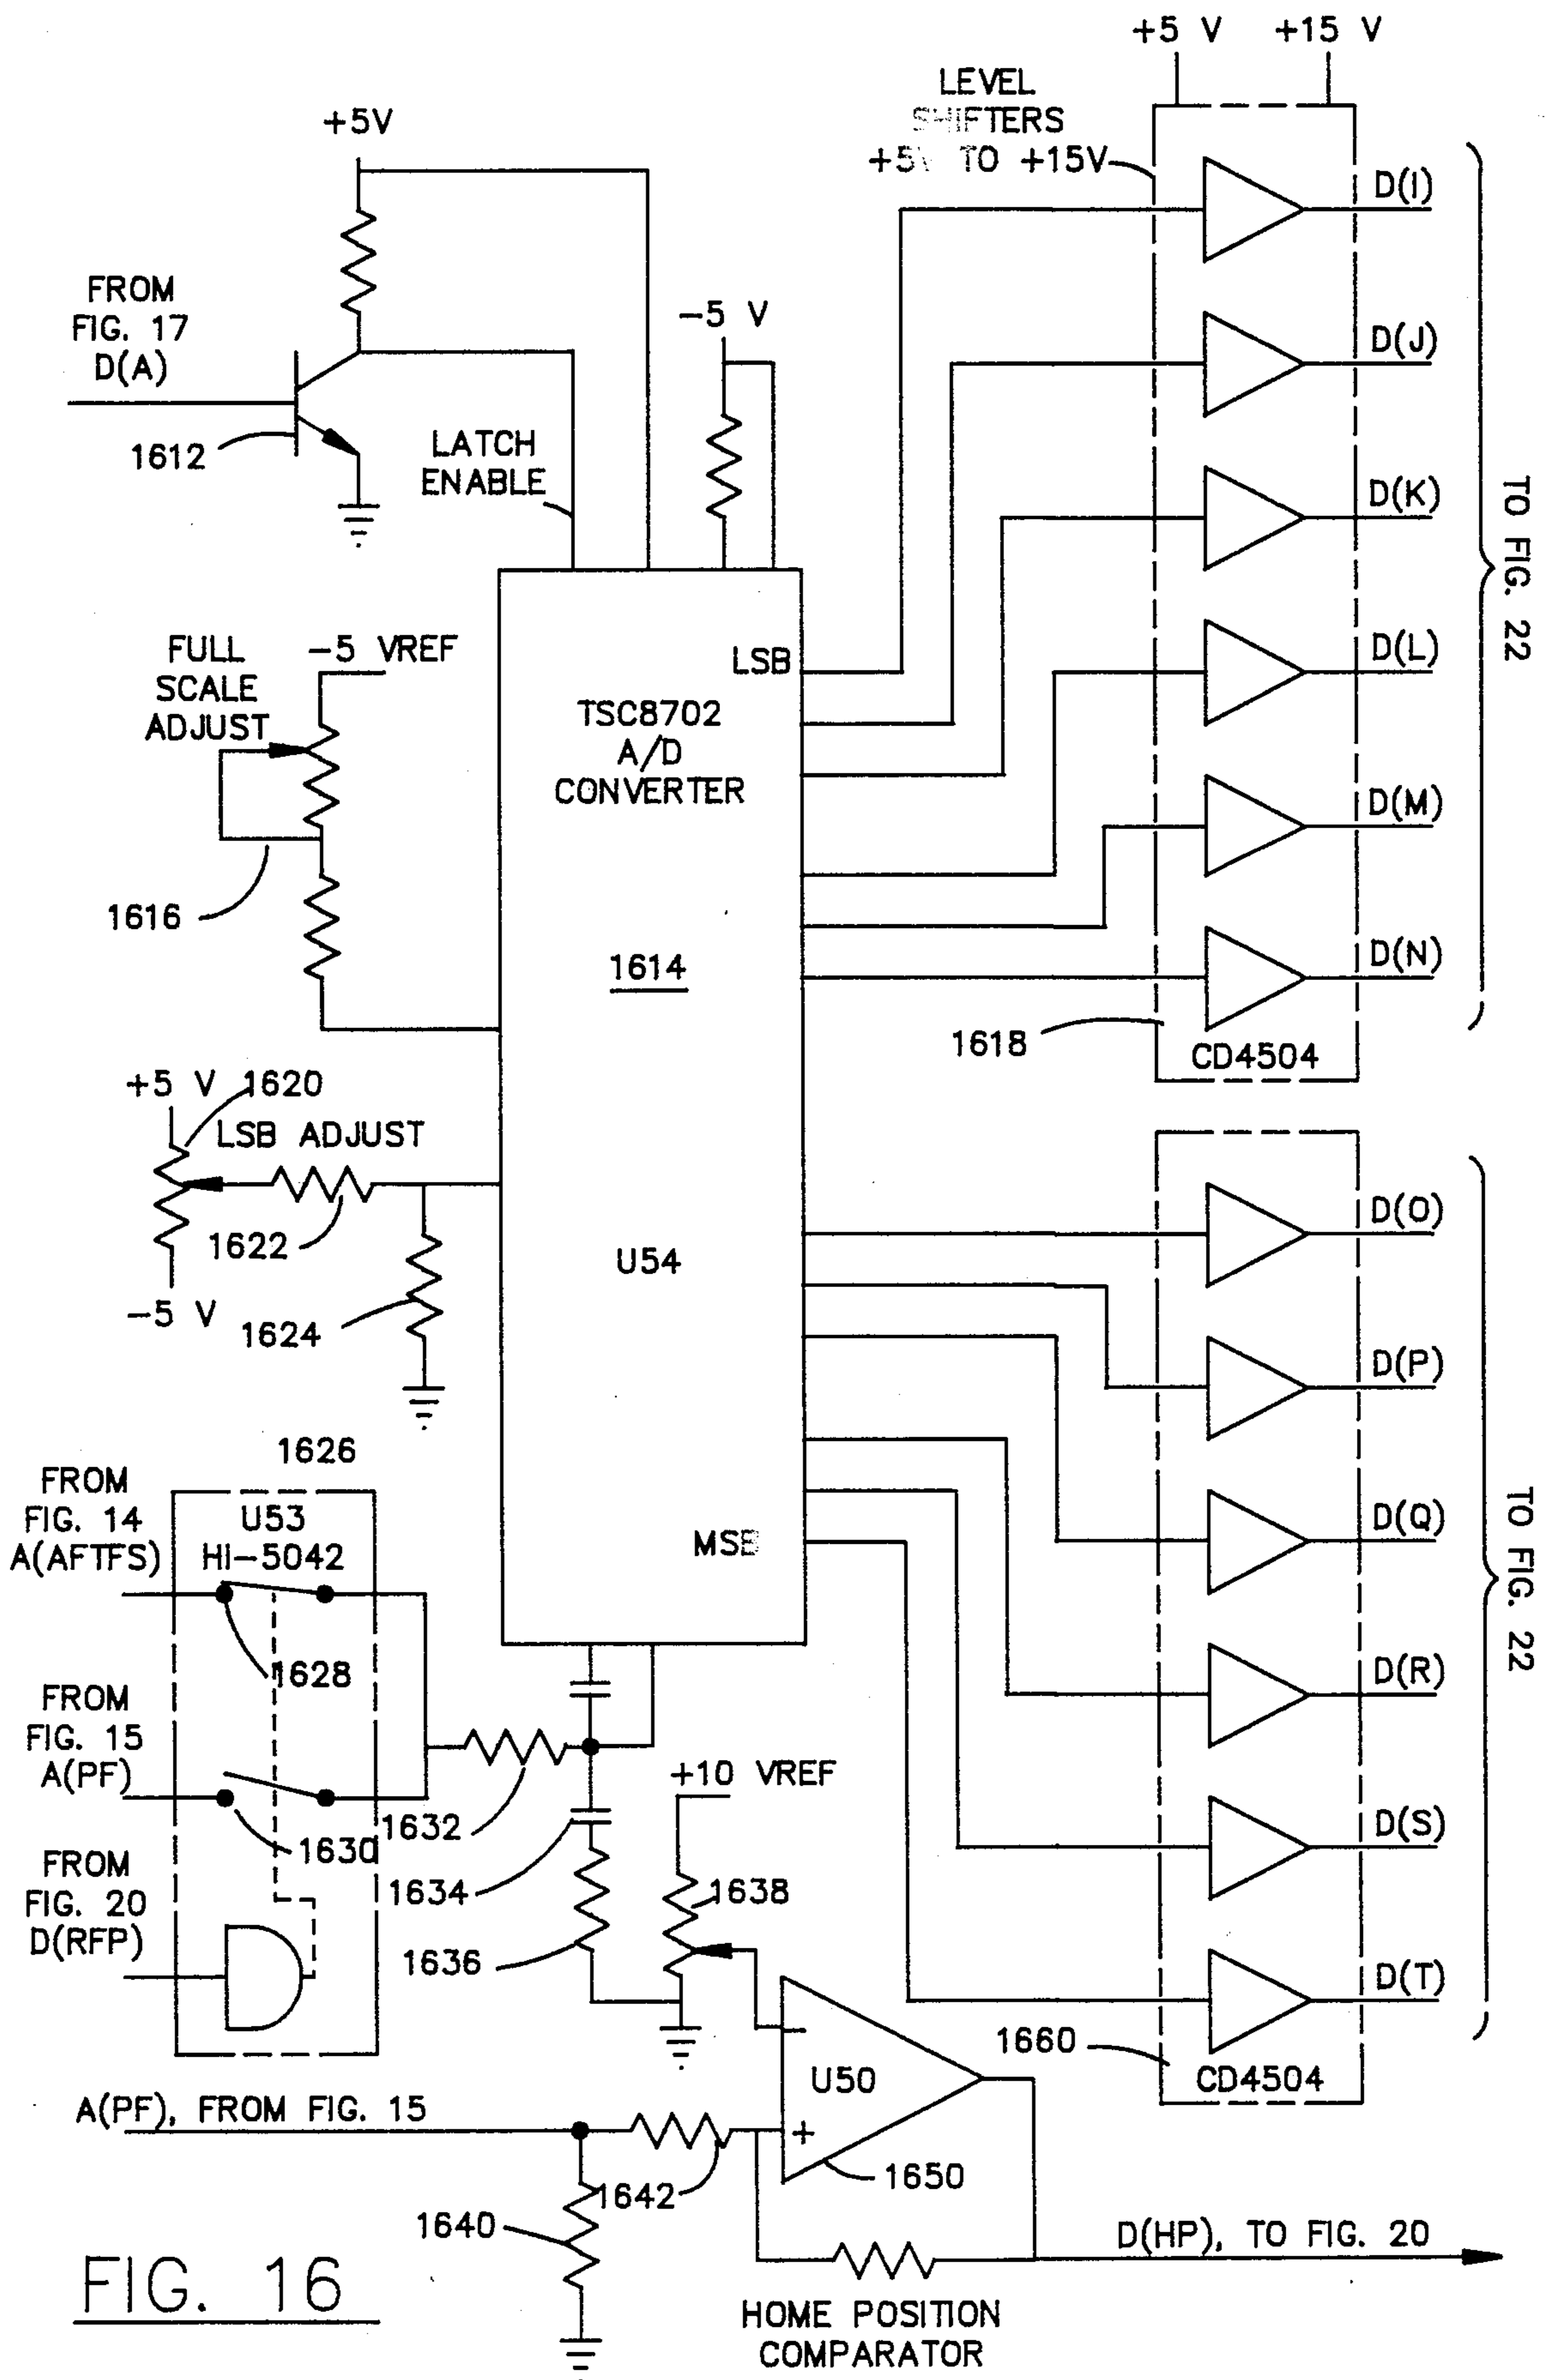 +5 V
+15 V
LEVEL
SHIFTERS
+5V TO +15V
+5V
D(I)
FROM
FIG. 17
D(A)
1612
LATCH
ENABLE
-5 V
D(J)
D(K)
TO FIG. 22
D(L)
D(M)
D(N)
1618
CD4504
FULL
SCALE
ADJUST
-5 VREF
1616
LSB
TSC8702
A/D
CONVERTER
1614
U54
MSB
+5 V
1620
LSB ADJUST
1622
-5 V
1624
1626
FROM
FIG. 14
A(AFTFS)
U53
HI-5042
1628
FROM
FIG. 15
A(PF)
1630
FROM
FIG. 20
D(RFP)
1632
1634
1636
+10 VREF
1638
D(O)
D(P)
D(Q)
TO FIG. 22
D(R)
D(S)
D(T)
1660
CD4504
-
U50
+
1650
A(PF), FROM FIG. 15
1642
1640
D(HP), TO FIG. 20
HOME POSITION
COMPARATOR
FIG. 16